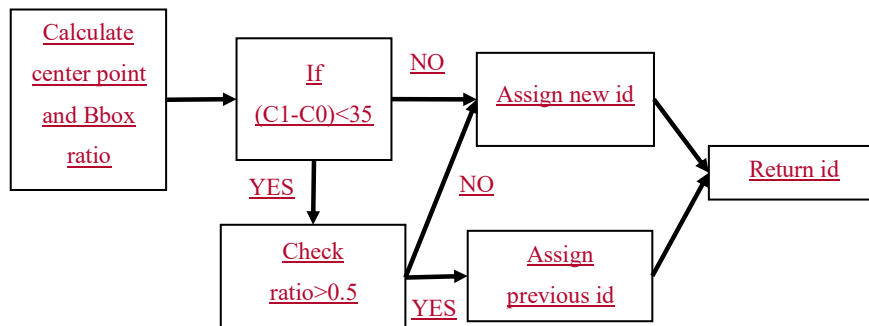 Calculate
center point
and Bbox
ratio
If
(C1-C0)<35
NO
Assign new id
YES
NO
Return id
Check
ratio>0.5
YES
Assign
previous id